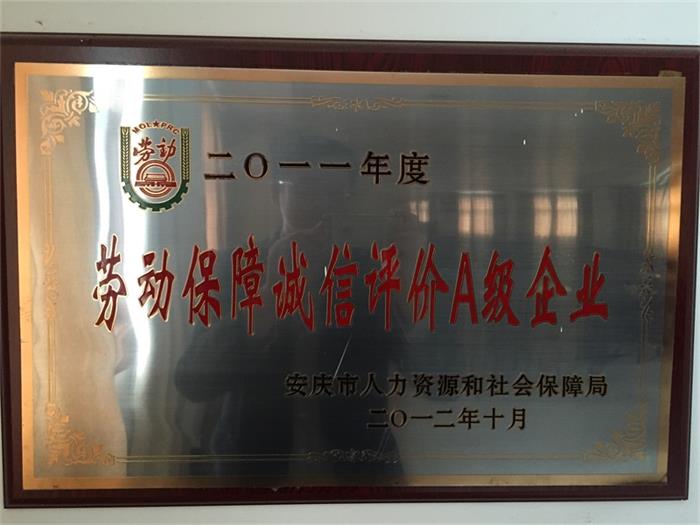 MOL★PRC
劳动
二〇一一年度
劳动保障诚信评价A级企业
安庆市人力资源和社会保障局
二〇一二年十月